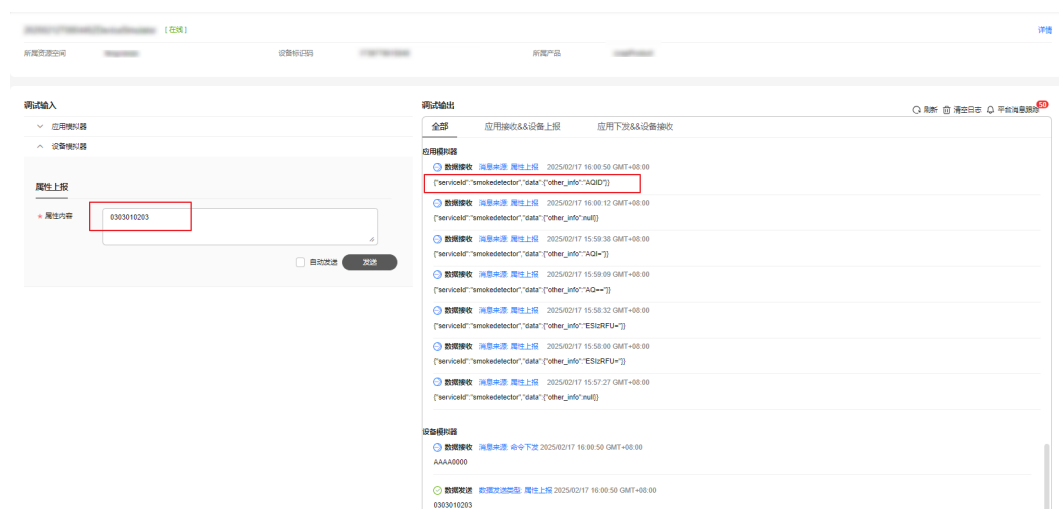 [在线]
详情
所属资源空间
设备标识码
所属产品
调试输入
应用模拟器
设备模拟器
属性上报
* 属性内容
0303010203
自动发送 发送
调试输出
刷新 清空日志 平台消息跟踪 50
全部 应用接收&&设备上报 应用下发&&设备接收
应用模拟器
数据接收 消息来源: 属性上报 2025/02/17 16:00:50 GMT+08:00
{"serviceId":"smokedetector","data":{"other_info":"AQID"}}
数据接收 消息来源: 属性上报 2025/02/17 16:00:12 GMT+08:00
{"serviceId":"smokedetector","data":{"other_info":null}}
数据接收 消息来源: 属性上报 2025/02/17 15:59:38 GMT+08:00
{"serviceId":"smokedetector","data":{"other_info":"AQI="}}
数据接收 消息来源: 属性上报 2025/02/17 15:59:09 GMT+08:00
{"serviceId":"smokedetector","data":{"other_info":"AQ=="}}
数据接收 消息来源: 属性上报 2025/02/17 15:58:32 GMT+08:00
{"serviceId":"smokedetector","data":{"other_info":"ESIzRFU="}}
数据接收 消息来源: 属性上报 2025/02/17 15:58:00 GMT+08:00
{"serviceId":"smokedetector","data":{"other_info":"ESIzRFU="}}
数据接收 消息来源: 属性上报 2025/02/17 15:57:27 GMT+08:00
{"serviceId":"smokedetector","data":{"other_info":null}}
设备模拟器
数据接收 消息来源: 命令下发 2025/02/17 16:00:50 GMT+08:00
AAAA0000
数据发送 数据发送类型: 属性上报 2025/02/17 16:00:50 GMT+08:00
0303010203